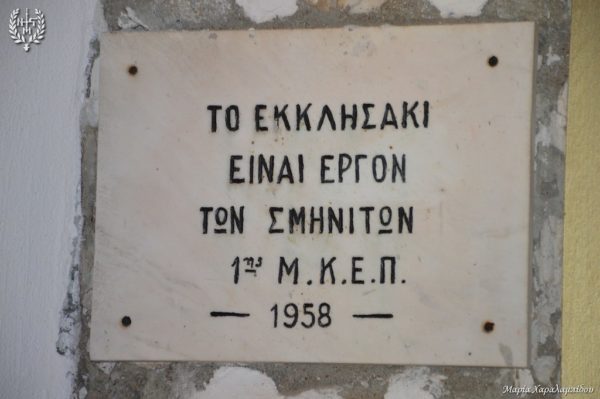 ΤΟ ΕΚΚΛΗΣΑΚΙ
ΕΙΝΑΙ ΕΡΓΟΝ
ΤΩΝ ΣΜΗΝΙΤΩΝ
1ης Μ.Κ.Ε.Π.
— 1958 —
Μαρία Χαραλαμπίδου